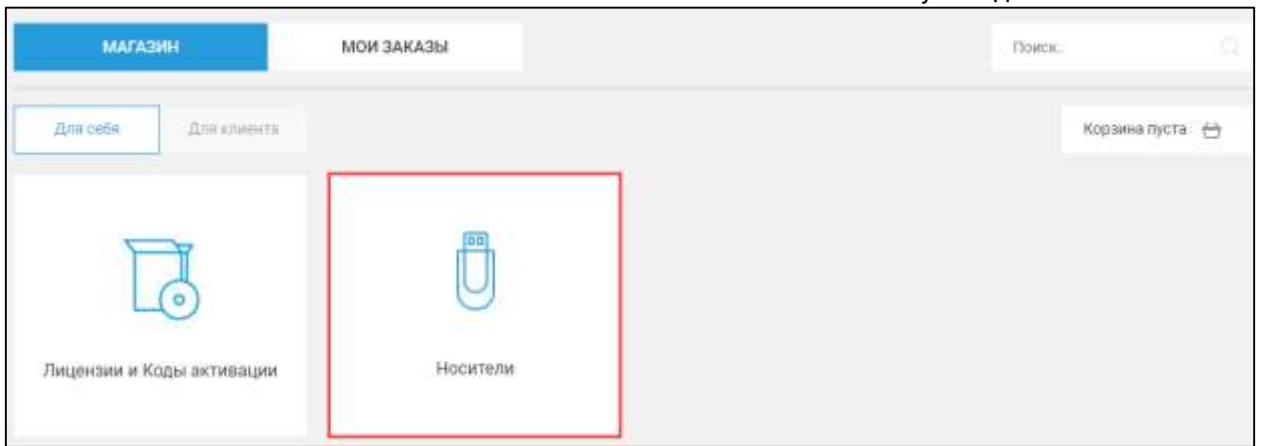 МАГАЗИН
МОИ ЗАКАЗЫ
Поиск..
Для себя
Для клиента
Корзина пуста
Лицензии и Коды активации
Носители